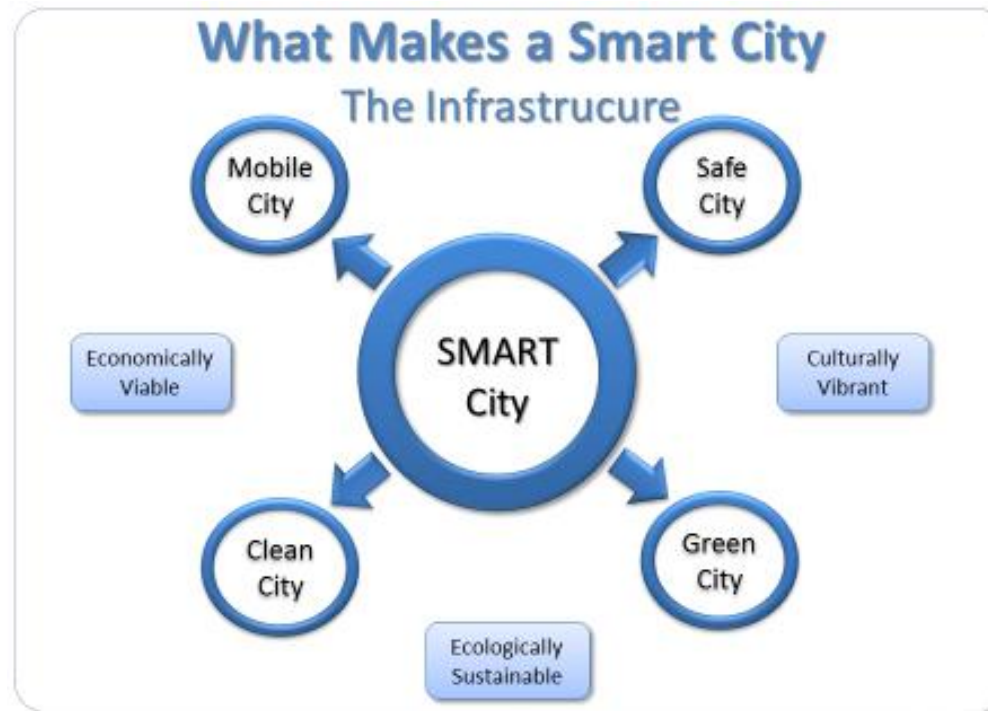 What Makes a Smart City
The Infrastrucure
Mobile
City
Safe
City
SMART
City
Economically
Viable
Culturally
Vibrant
Clean
City
Green
City
Ecologically
Sustainable